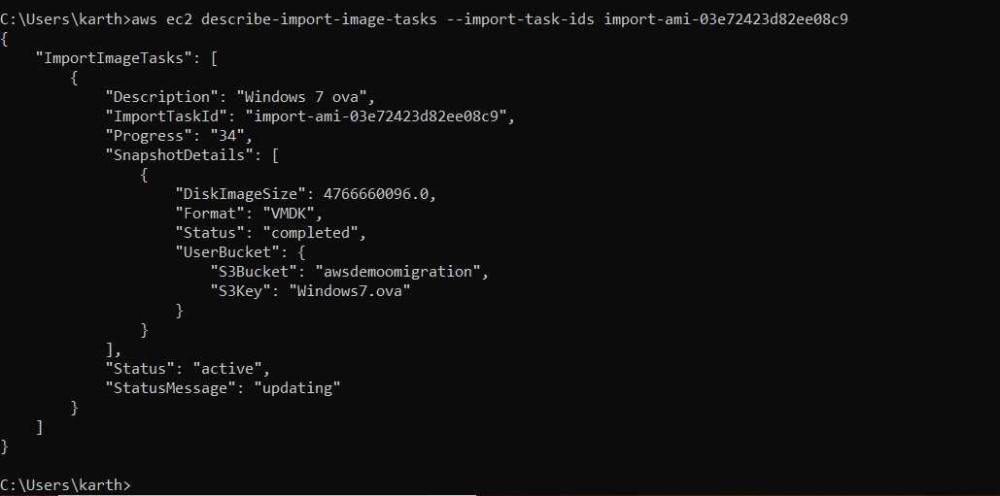 C:\Users\karth>aws ec2 describe-import-image-tasks --import-task-ids import-ami-03e72423d82ee08c9
{
    "ImportImageTasks": [
        {
            "Description": "Windows 7 ova",
            "ImportTaskId": "import-ami-03e72423d82ee08c9",
            "Progress": "34",
            "SnapshotDetails": [
                {
                    "DiskImageSize": 4766660096.0,
                    "Format": "VMDK",
                    "Status": "completed",
                    "UserBucket": {
                        "S3Bucket": "awsdemoomigration",
                        "S3Key": "Windows7.ova"
                    }
                }
            ],
            "Status": "active",
            "StatusMessage": "updating"
        }
    ]
}
C:\Users\karth>